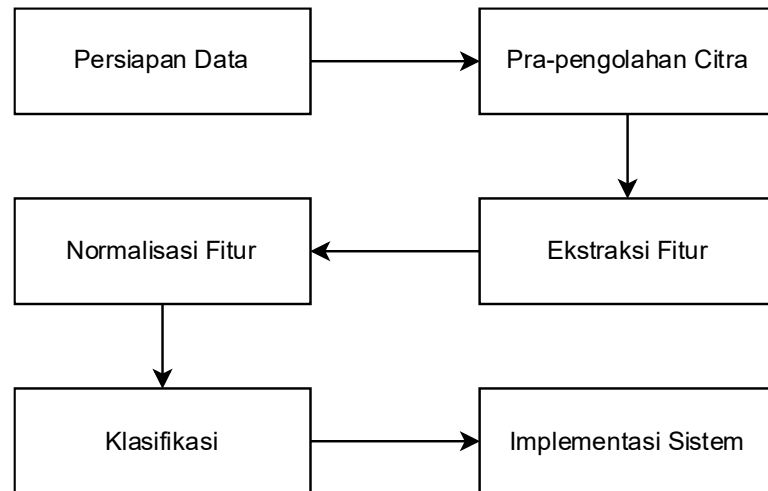 Persiapan Data
Pra-pengolahan Citra
Ekstraksi Fitur
Normalisasi Fitur
Klasifikasi
Implementasi Sistem